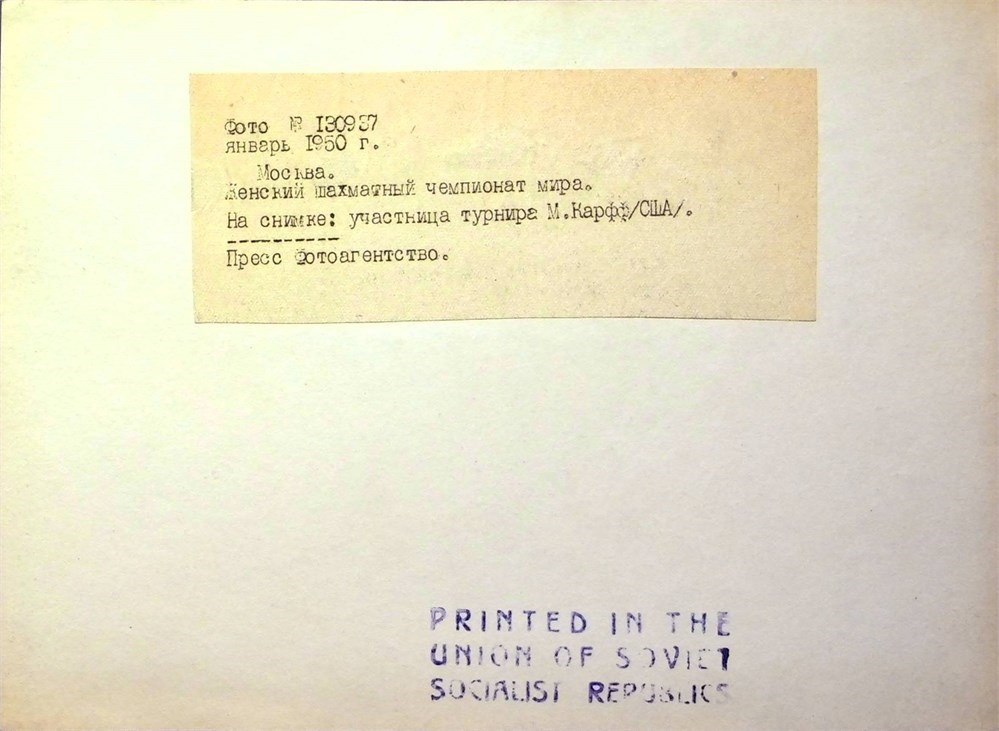 Фото № 130937
январь 1950 г.
Москва.
Женский шахматный чемпионат мира.
На снимке: участница турнира М.Карфф/США/.
----------
Пресс Фотоагентство.
PRINTED IN THE
UNION OF SOVIET
SOCIALIST REPUBLICS